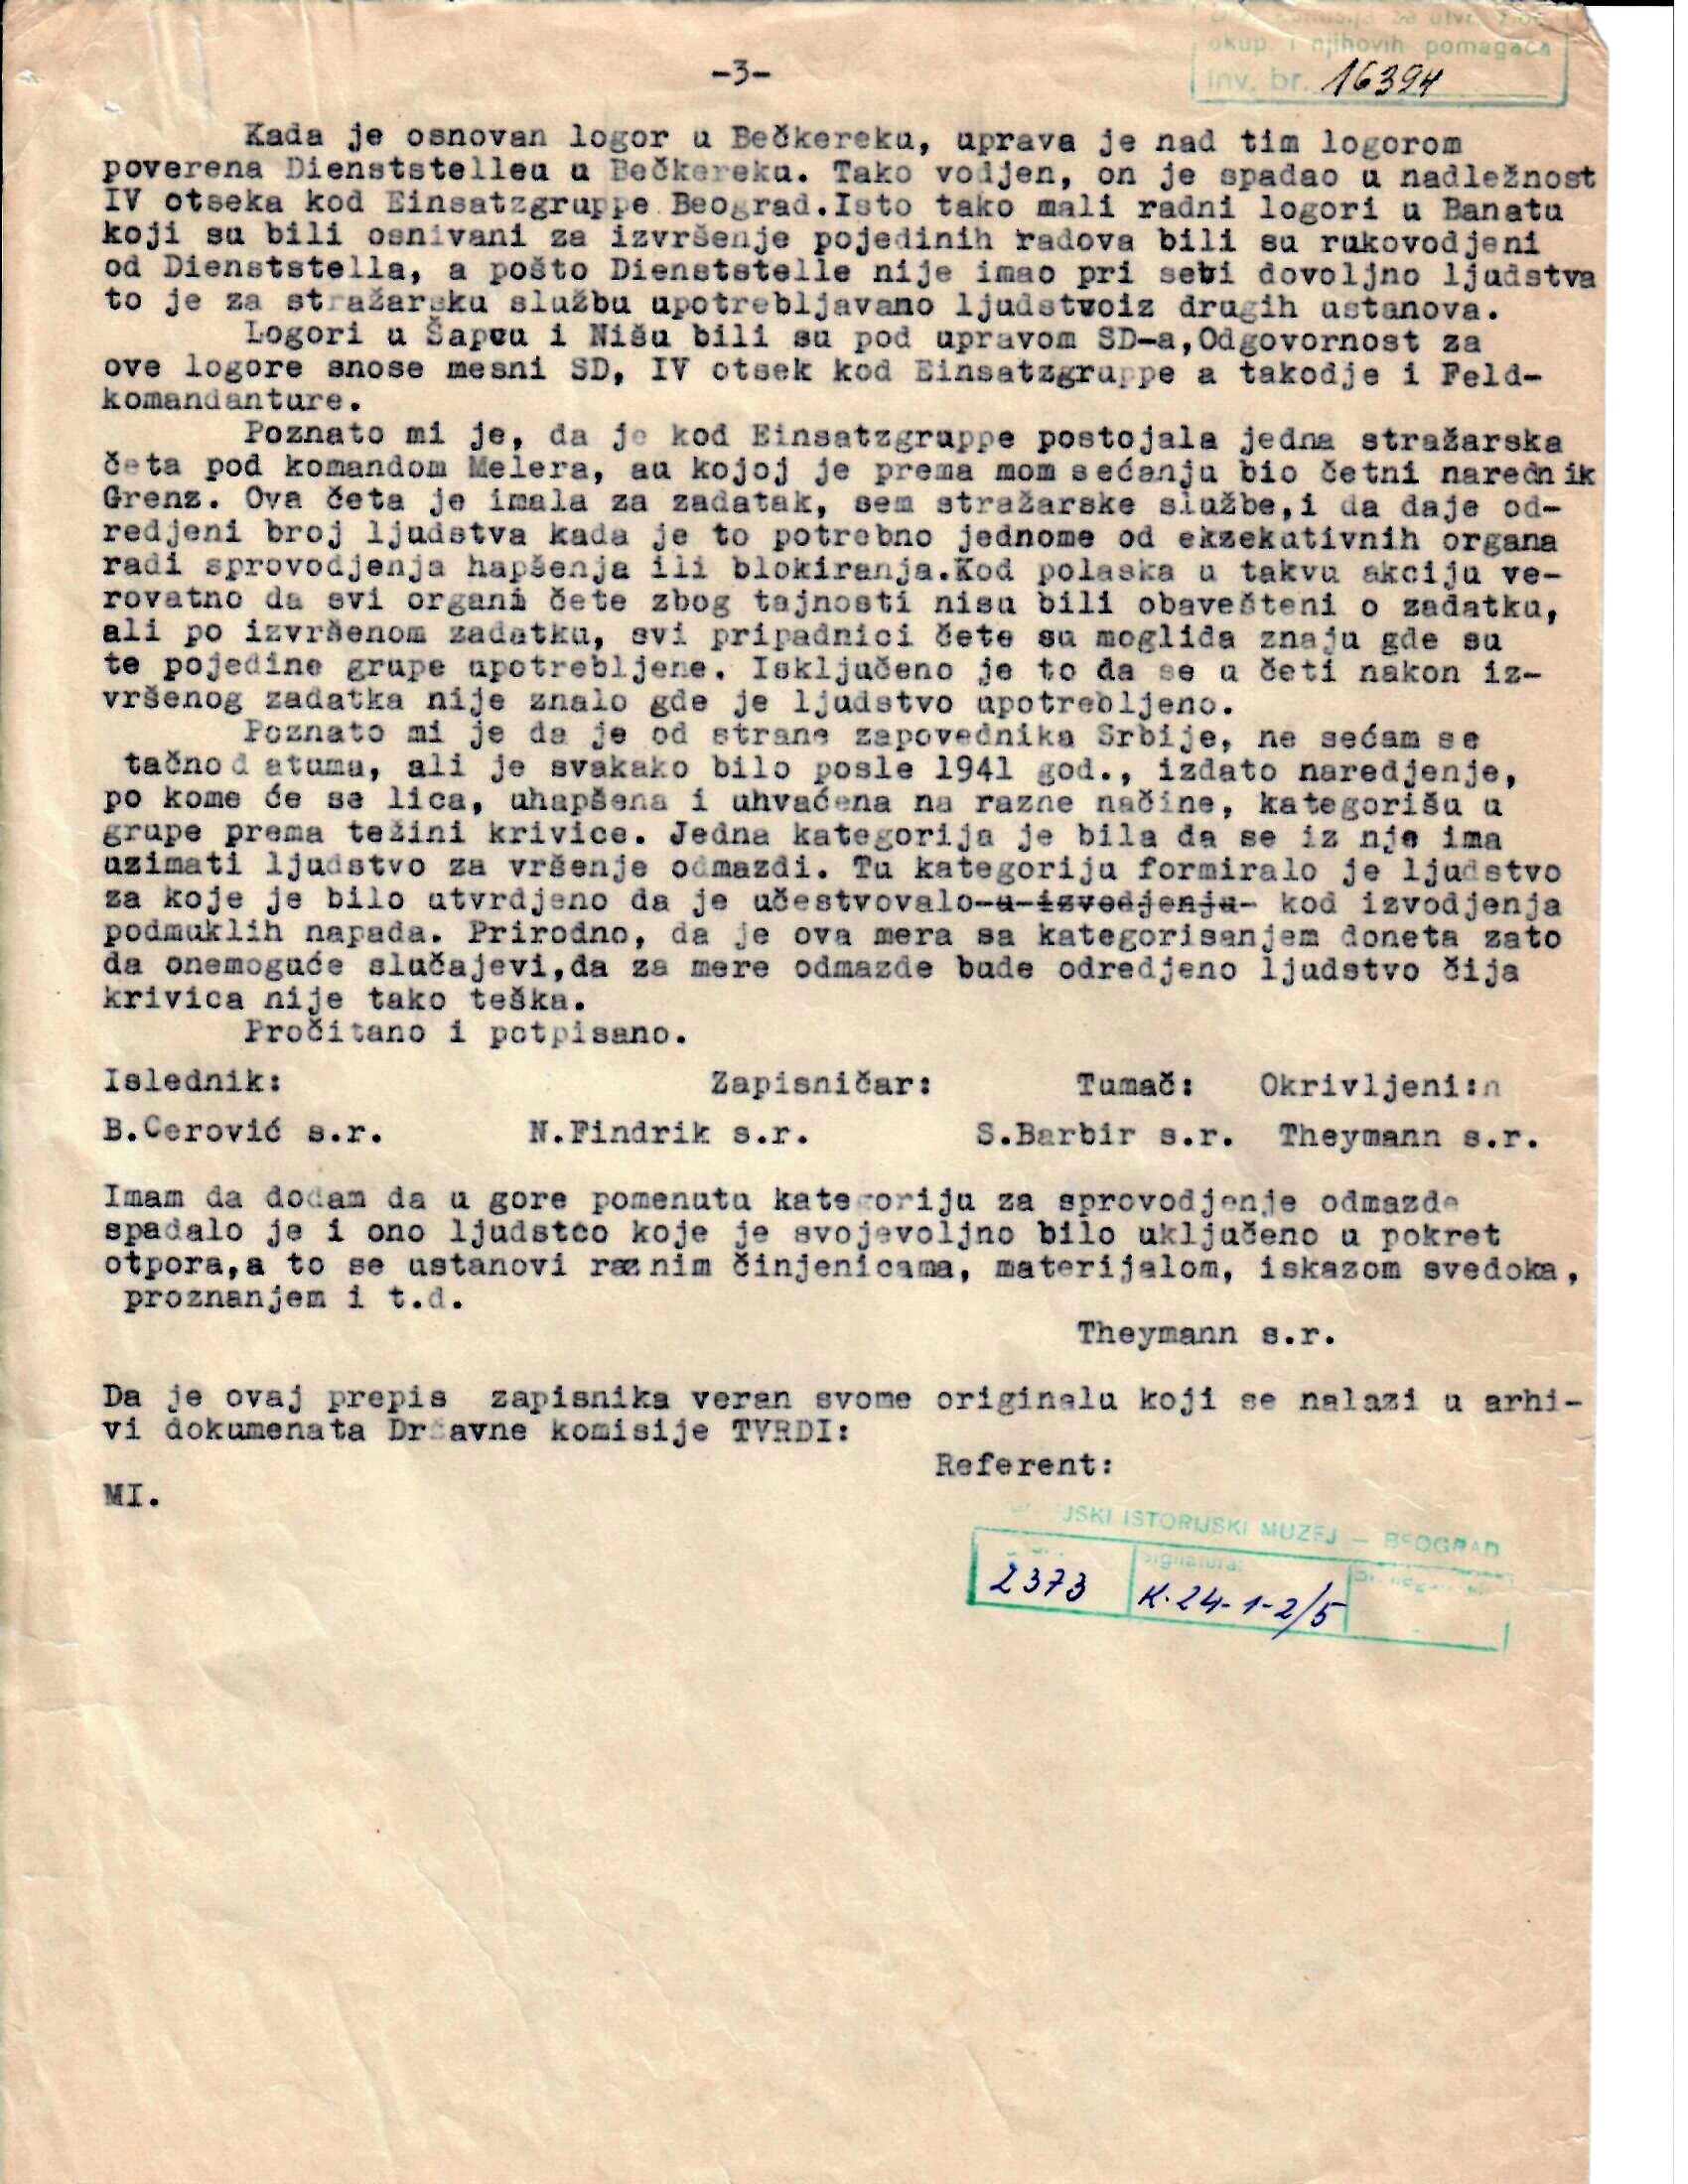 okup. i njihovih pomagača
Inv. br. 16394
-3-
Kada je osnovan logor u Bečkereku, uprava je nad tim logorom
poverena Dienststelleu u Bečkereku. Tako vodjen, on je spadao u nadležnost
IV otseka kod Einsatzgruppe Beograd.Isto tako mali radni logori u Banatu
koji su bili osnivani za izvršenje pojedinih radova bili su rukovodjeni
od Dienststella, a pošto Dienststelle nije imao pri sebi dovoljno ljudstva
to je za stražarsku službu upotrebljavano ljudstvoiz drugih ustanova.
Logori u Šapcu i Nišu bili su pod upravom SD-a,Odgovornost za
ove logore snose mesni SD, IV otsek kod Einsatzgruppe a takodje i Feld-
komandanture.
Poznato mi je, da je kod Einsatzgruppe postojala jedna stražarska
četa pod komandom Melera, au kojoj je prema mom sećanju bio četni narednik
Grenz. Ova četa je imala za zadatak, sem stražarske službe,i da daje od-
redjeni broj ljudstva kada je to potrebno jednome od ekzekutivnih organa
radi sprovodjenja hapšenja ili blokiranja.Kod polaska u takvu akciju ve-
rovatno da svi organi čete zbog tajnosti nisu bili obavešteni o zadatku,
ali po izvršenom zadatku, svi pripadnici čete su moglida znaju gde su
te pojedine grupe upotrebljene. Isključeno je to da se u četi nakon iz-
vršenog zadatka nije znalo gde je ljudstvo upotrebljeno.
Poznato mi je da je od strane zapovednika Srbije, ne sećam se
tačnod atuma, ali je svakako bilo posle 1941 god., izdato naredjenje,
po kome će se lica, uhapšena i uhvaćena na razne načine, kategorišu u
grupe prema težini krivice. Jedna kategorija je bila da se iz nje ima
uzimati ljudstvo za vršenje odmazdi. Tu kategoriju formiralo je ljudstvo
za koje je bilo utvrdjeno da je učestvovalo-u-izvodjenju- kod izvodjenja
podmuklih napada. Prirodno, da je ova mera sa kategorisanjem doneta zato
da onemoguće slučajevi,da za mere odmazde bude odredjeno ljudstvo čija
krivica nije tako teška.
Pročitano i potpisano.
Islednik: Zapisničar: Tumač: Okrivljeni:n
B.Cerović s.r. N.Findrik s.r. S.Barbir s.r. Theymann s.r.
Imam da dodam da u gore pomenutu kategoriju za sprovodjenje odmazde
spadalo je i ono ljudstco koje je svojevoljno bilo uključeno u pokret
otpora,a to se ustanovi raznim činjenicama, materijalom, iskazom svedoka,
proznanjem i t.d.
Theymann s.r.
Da je ovaj prepis zapisnika veran svome originalu koji se nalazi u arhi-
vi dokumenata Državne komisije TVRDI:
Referent:
MI.
JSKI ISTORIJSKI MUZEJ - BEOGRAD
signatura:
2373 K.24-1-2/5